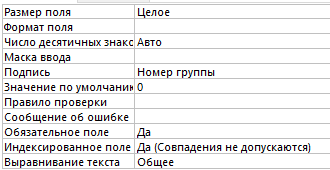 Размер поля Целое
Формат поля
Число десятичных знако Авто
Маска ввода
Подпись Номер группы
Значение по умолчани 0
Правило проверки
Сообщение об ошибке
Обязательное поле Да
Индексированное поле Да (Совпадения не допускаются)
Выравнивание текста Общее